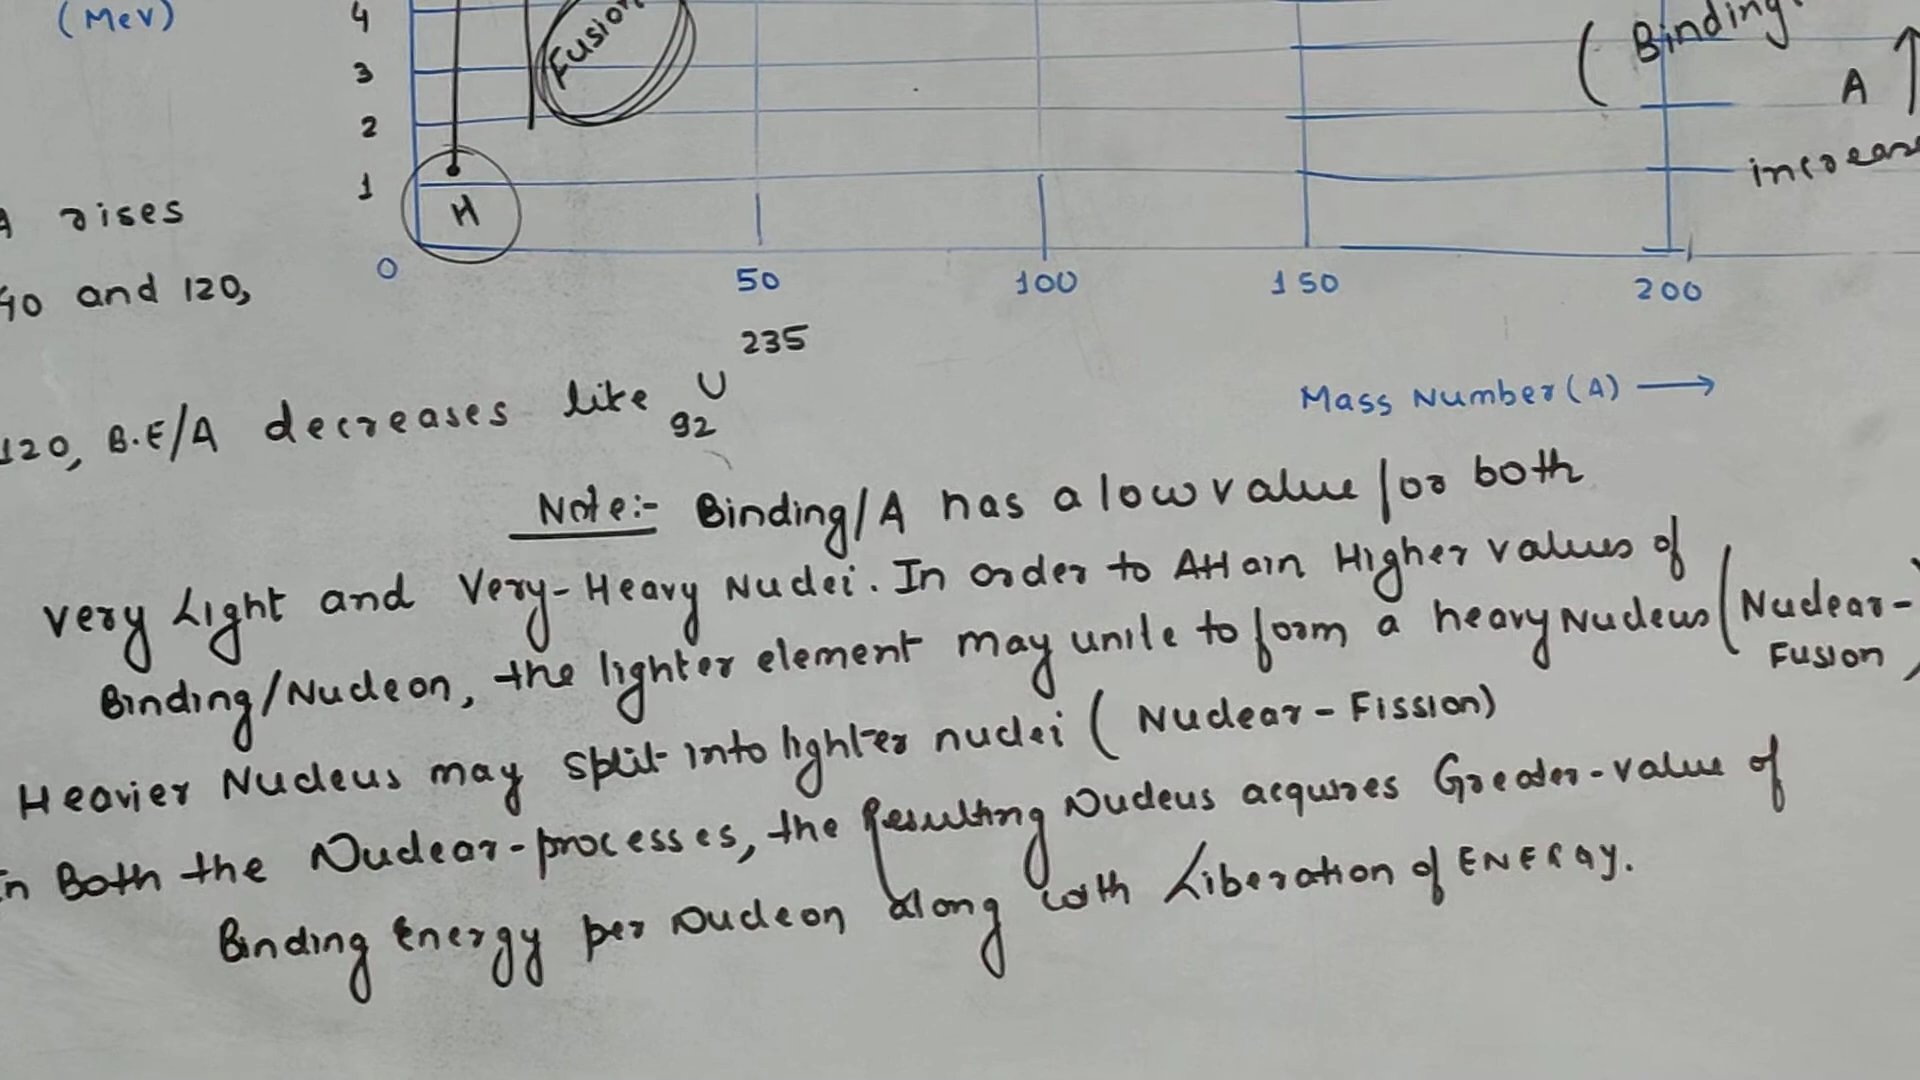 (MeV)
4
3
2
1
Fusion
H
(Binding
A ↑
rises
40 and 120,
0
50
100
150
200
235
120, B.E/A decreases like U
92
Mass Number (A) →
Note:- Binding/A has a low value for both
very Light and Very-Heavy Nuclei. In order to Attain Higher values of
Binding/Nucleon, the lighter element may unite to form a heavy Nucleus (Nuclear-
Fusion)
Heavier Nucleus may split into lighter nuclei (Nuclear-Fission)
In Both the Nuclear-processes, the Resulting Nucleus acquires Greater-value of
Binding Energy per Nucleon along with Liberation of ENERGY.